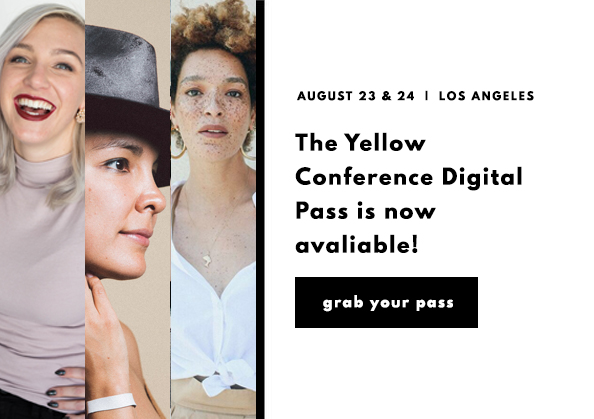 AUGUST 23 & 24 | LOS ANGELES
The Yellow
Conference Digital
Pass is now
avaliable!
grab your pass